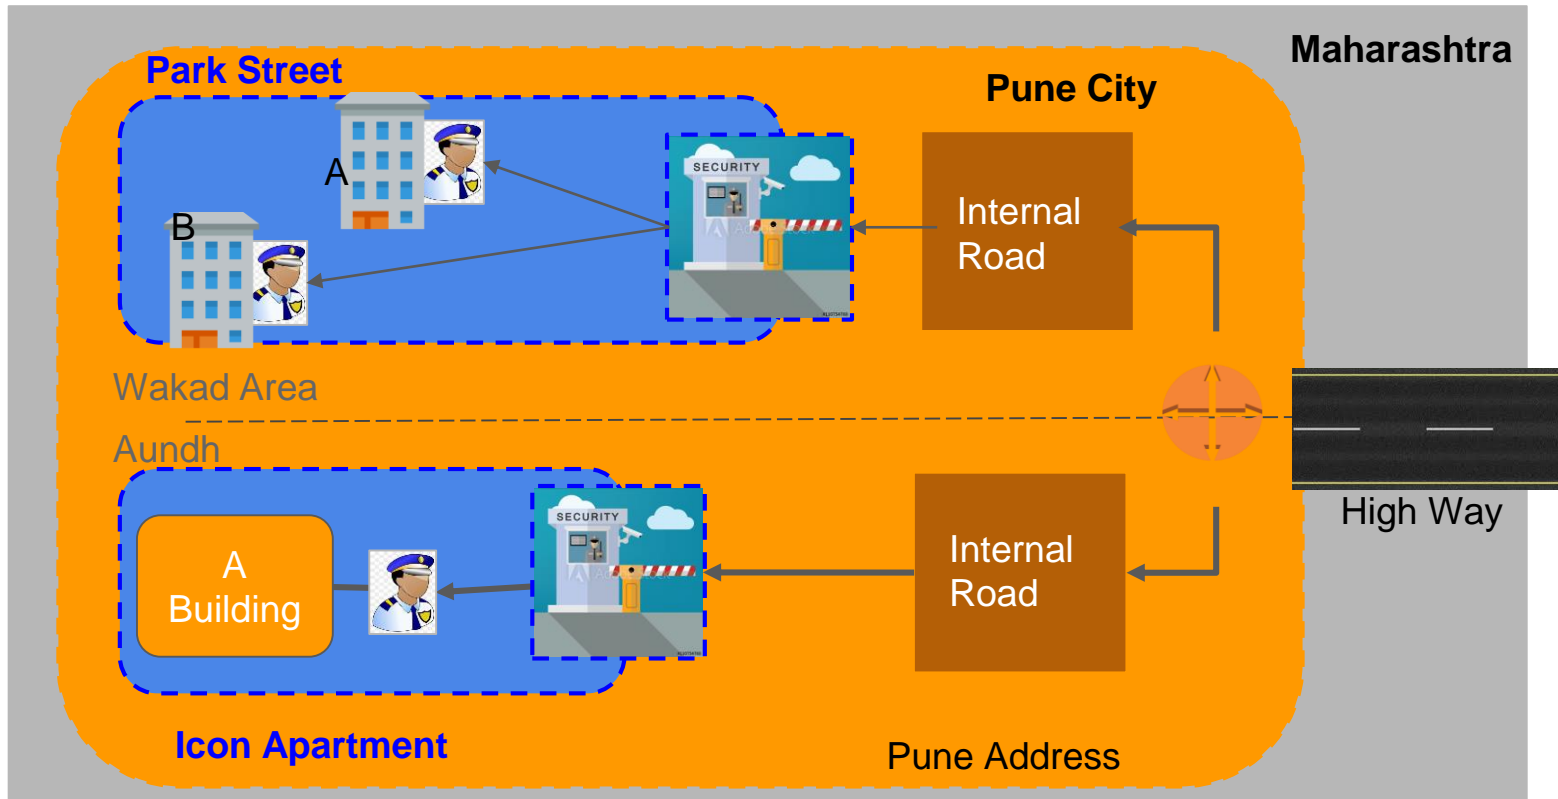 Maharashtra
Park Street
Pune City
A
SECURITY
Internal
Road
B
Wakad Area
Aundh
High Way
SECURITY
A
Building
Internal
Road
Icon Apartment
Pune Address